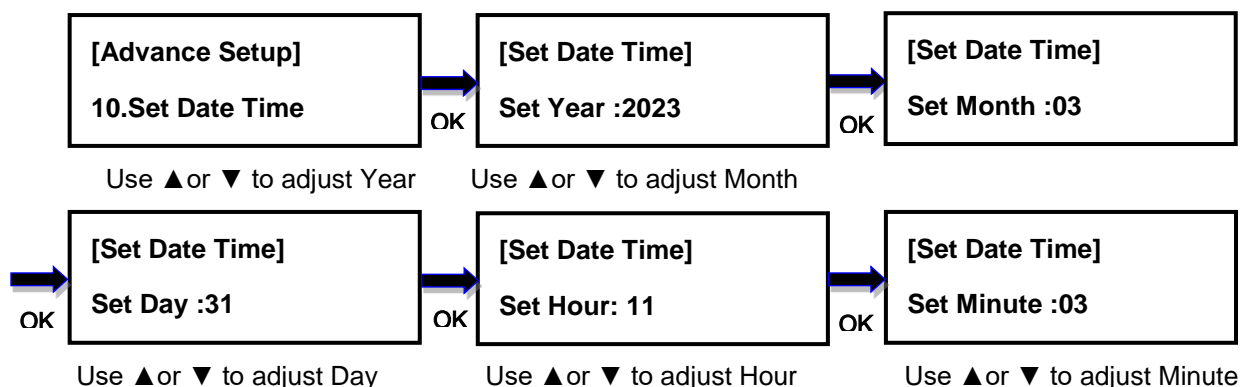 [Advance Setup]
10.Set Date Time
OK
[Set Date Time]
Set Year :2023
OK
[Set Date Time]
Set Month :03
Use ▲or ▼ to adjust Year
Use ▲or ▼ to adjust Month
OK
[Set Date Time]
Set Day :31
OK
[Set Date Time]
Set Hour: 11
OK
[Set Date Time]
Set Minute :03
Use ▲or ▼ to adjust Day
Use ▲or ▼ to adjust Hour
Use ▲or ▼ to adjust Minute